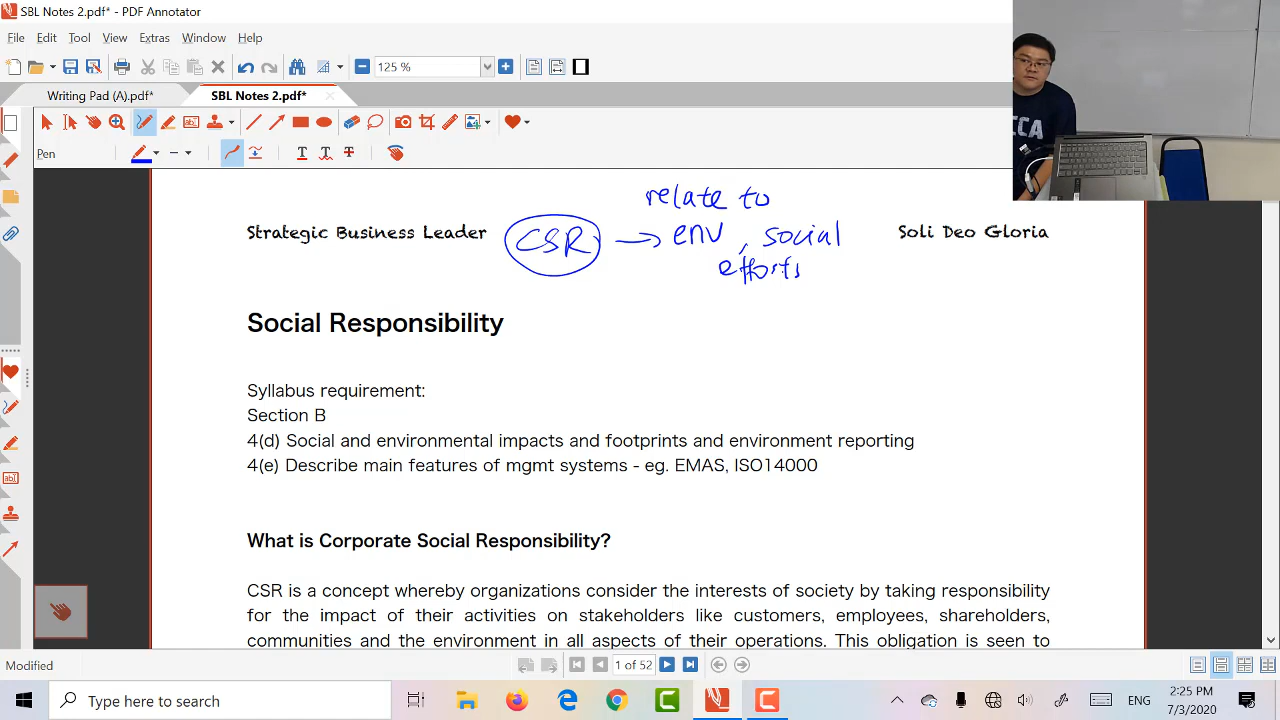 SBL Notes 2.pdf* - PDF Annotator
File Edit Tool View Extras Window Help
125 %
Writing Pad (A).pdf* SBL Notes 2.pdf*
Pen
relate to
Strategic Business Leader CSR → env, social Soli Deo Gloria
efforts
Social Responsibility
Syllabus requirement:
Section B
4(d) Social and environmental impacts and footprints and environment reporting
4(e) Describe main features of mgmt systems - eg. EMAS, ISO14000
What is Corporate Social Responsibility?
CSR is a concept whereby organizations consider the interests of society by taking responsibility
for the impact of their activities on stakeholders like customers, employees, shareholders,
communities and the environment in all aspects of their operations. This obligation is seen to
Modified 1 of 52
Type here to search ENG 2:25 PM
7/3/2020
CCA